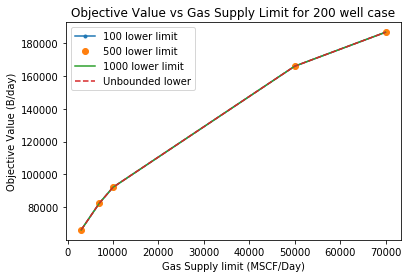 Objective Value vs Gas Supply Limit for 200 well case
100 lower limit
500 lower limit
1000 lower limit
Unbounded lower
Objective Value (B/day)
180000
160000
140000
120000
100000
80000
0 10000 20000 30000 40000 50000 60000 70000
Gas Supply limit (MSCF/Day)